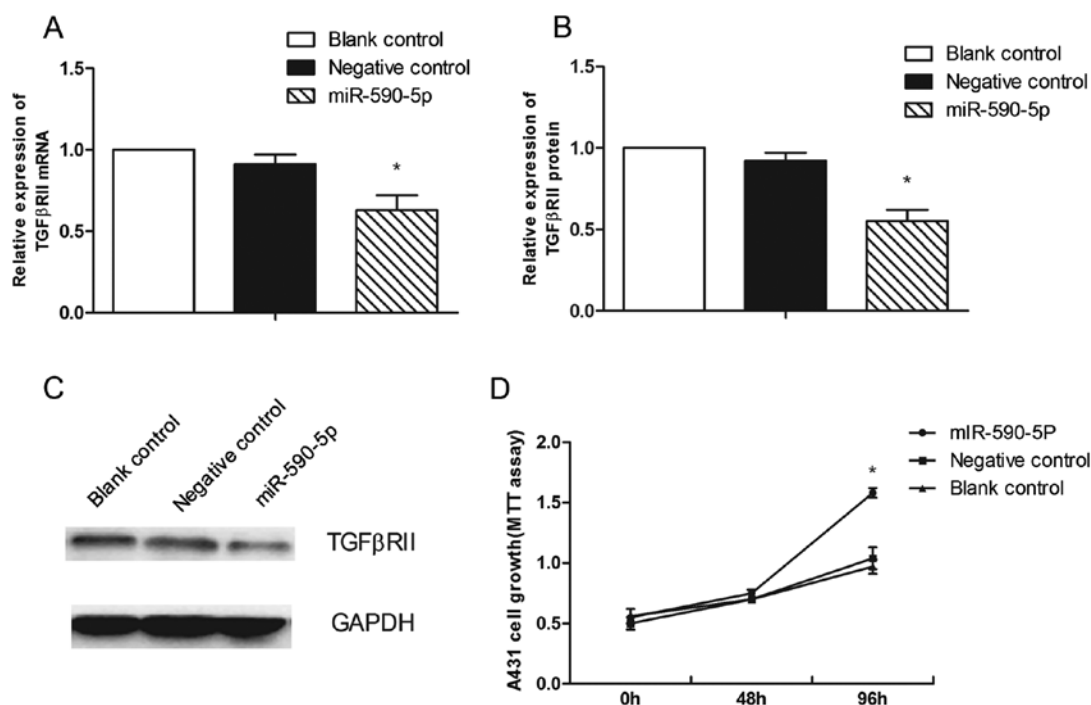 A
Blank control
Negative control
miR-590-5p
Relative expression of
TGFβRII mRNA
1.5
1.0
0.5
0.0
*
B
Blank control
Negative control
miR-590-5p
Relative expression of
TGFβRII protein
1.5
1.0
0.5
0.0
*
C
Blank control
Negative control
miR-590-5p
TGFβRII
GAPDH
D
A431 cell growth(MTT assay)
2.0
1.5
1.0
0.5
0.0
*
0h
48h
96h
mIR-590-5P
Negative control
Blank control